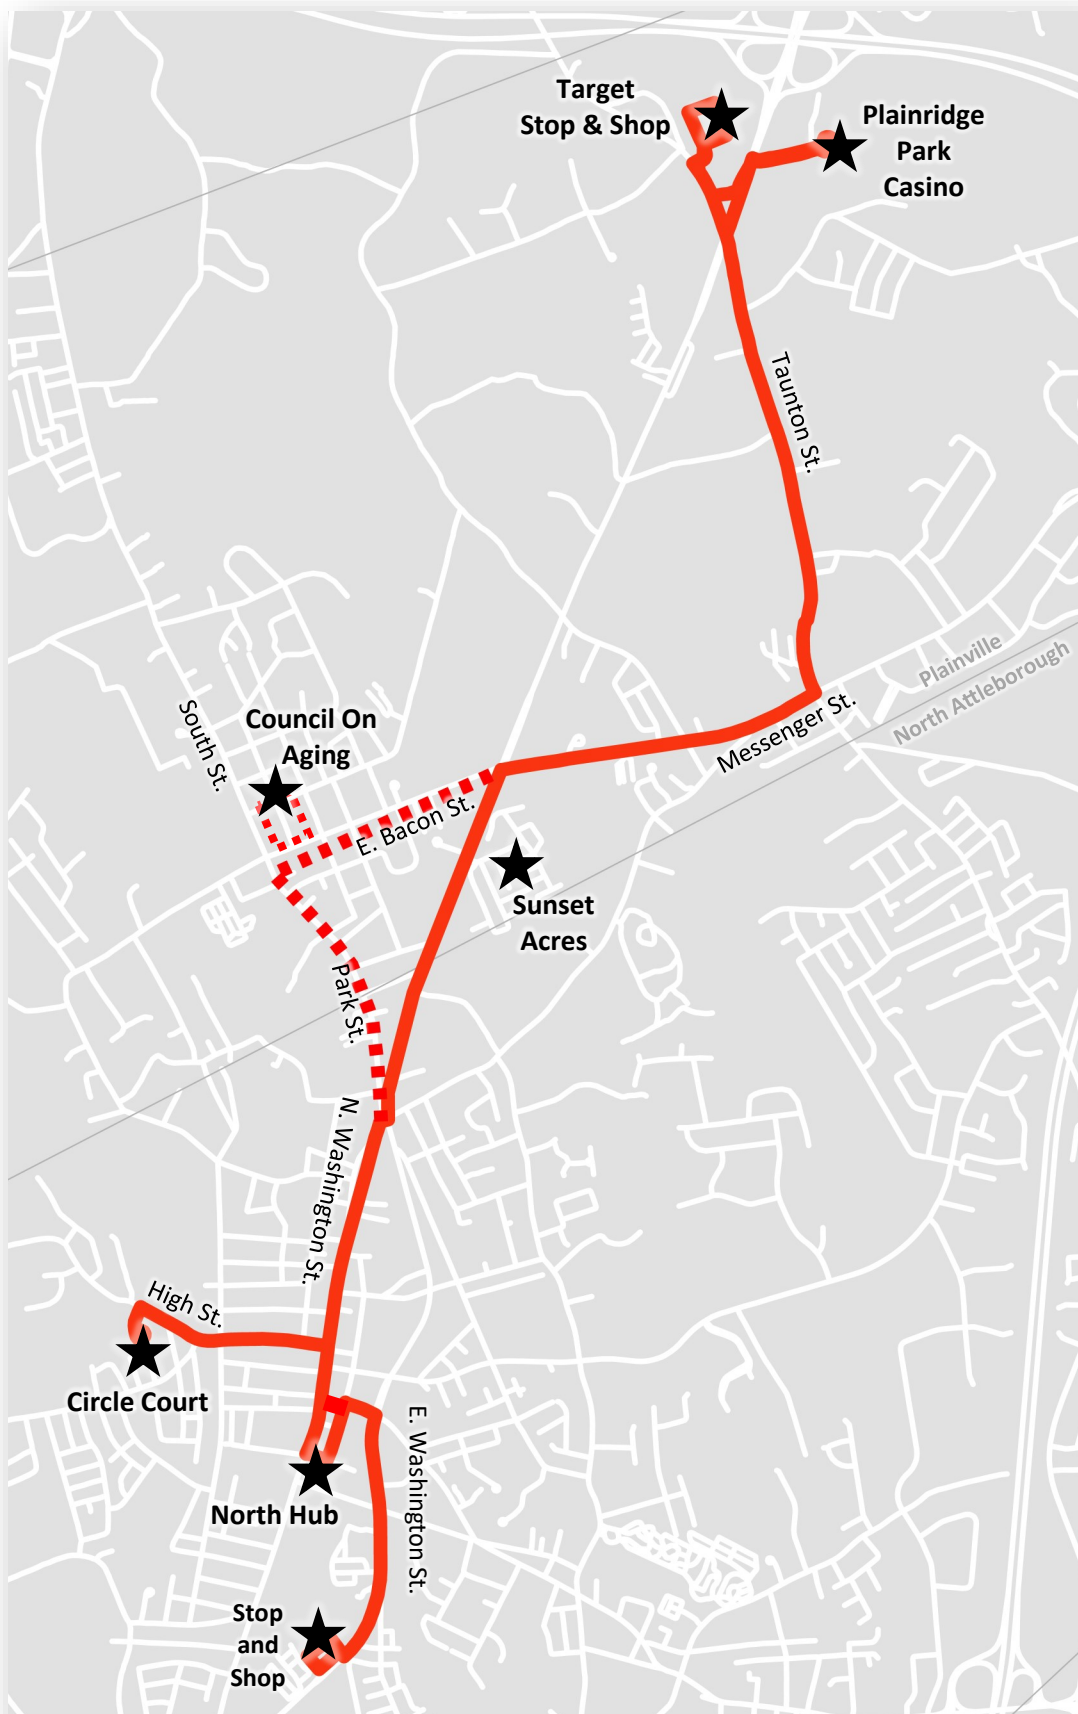 Target
Stop & Shop
Plainridge
Park
Casino
Taunton St.
Plainville
North Attleborough
Messenger St.
South St.
Council On
Aging
E. Bacon St.
Sunset
Acres
Park St.
N. Washington St.
High St.
Circle Court
E. Washington St.
North Hub
Stop
and
Shop